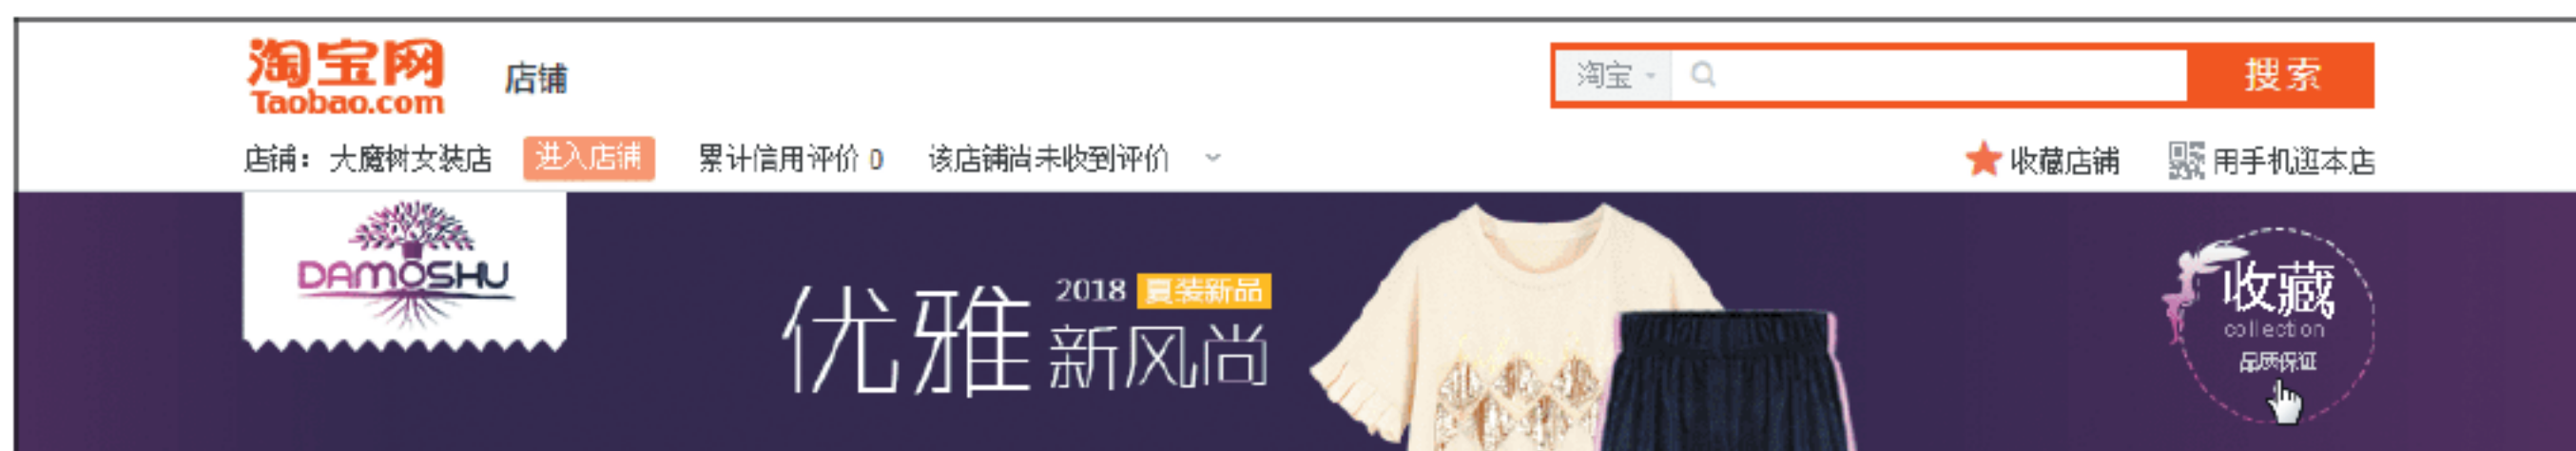 淘宝网
Taobao.com
店铺
淘宝
搜索
店铺：大魔树女装店
进入店铺
累计信用评价 0
该店铺尚未收到评价
收藏店铺
用手机逛本店
DAMOSHU
优雅
2018 夏装新品
新风尚
收藏
collection
品质保证